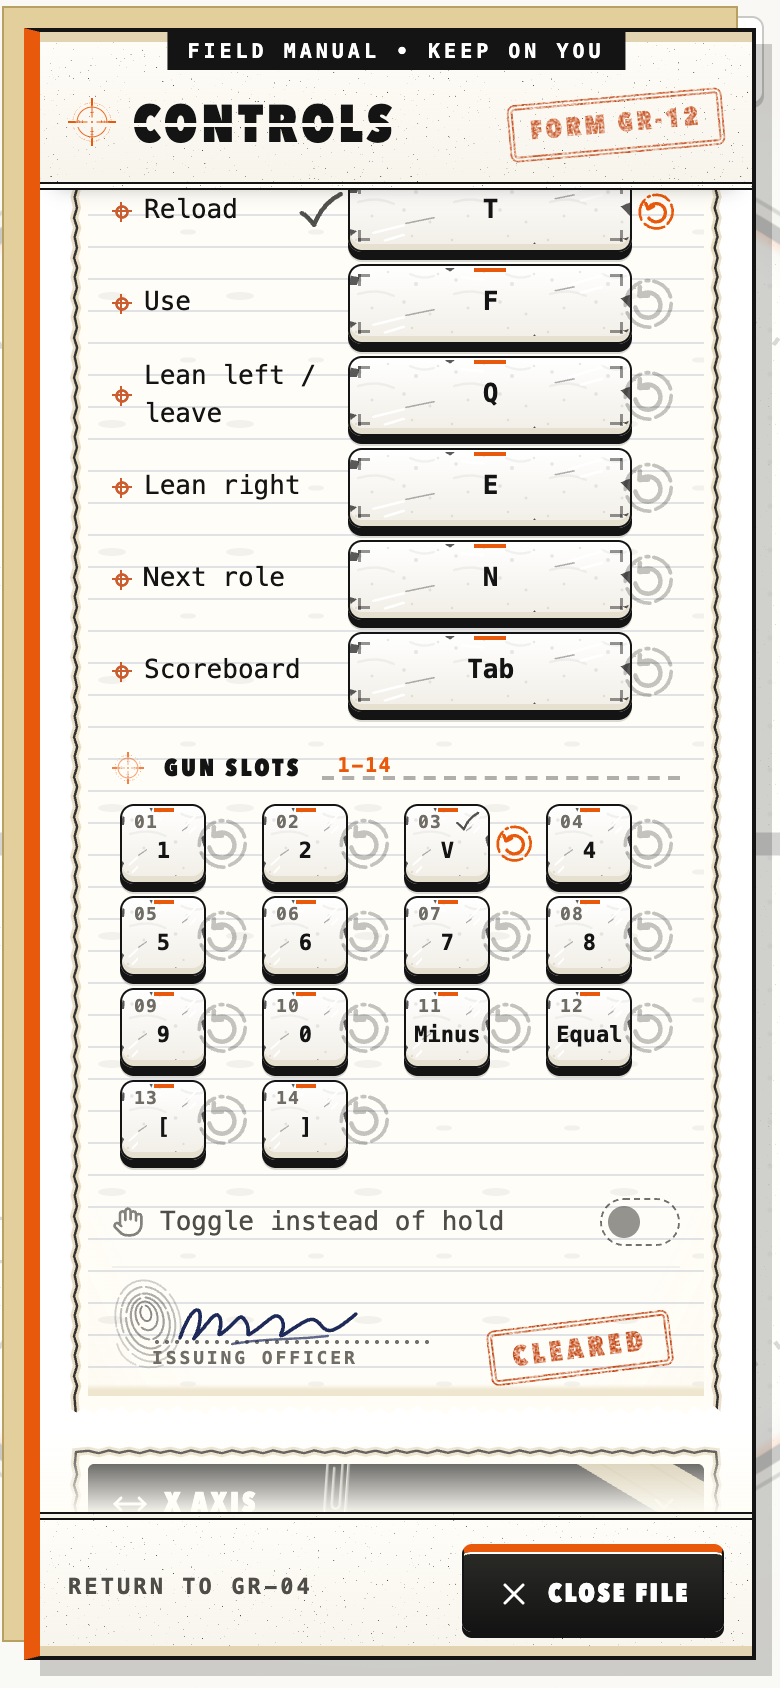 FIELD MANUAL • KEEP ON YOU
CONTROLS
FORM GR-12
Reload T
Use F
Lean left /
leave Q
Lean right E
Next role N
Scoreboard Tab
GUN SLOTS 1–14
01 02 03 04
1 2 V 4
05 06 07 08
5 6 7 8
09 10 11 12
9 0 Minus Equal
13 14
[ ]
Toggle instead of hold
ISSUING OFFICER
CLEARED
X AXIS
RETURN TO GR–04
CLOSE FILE